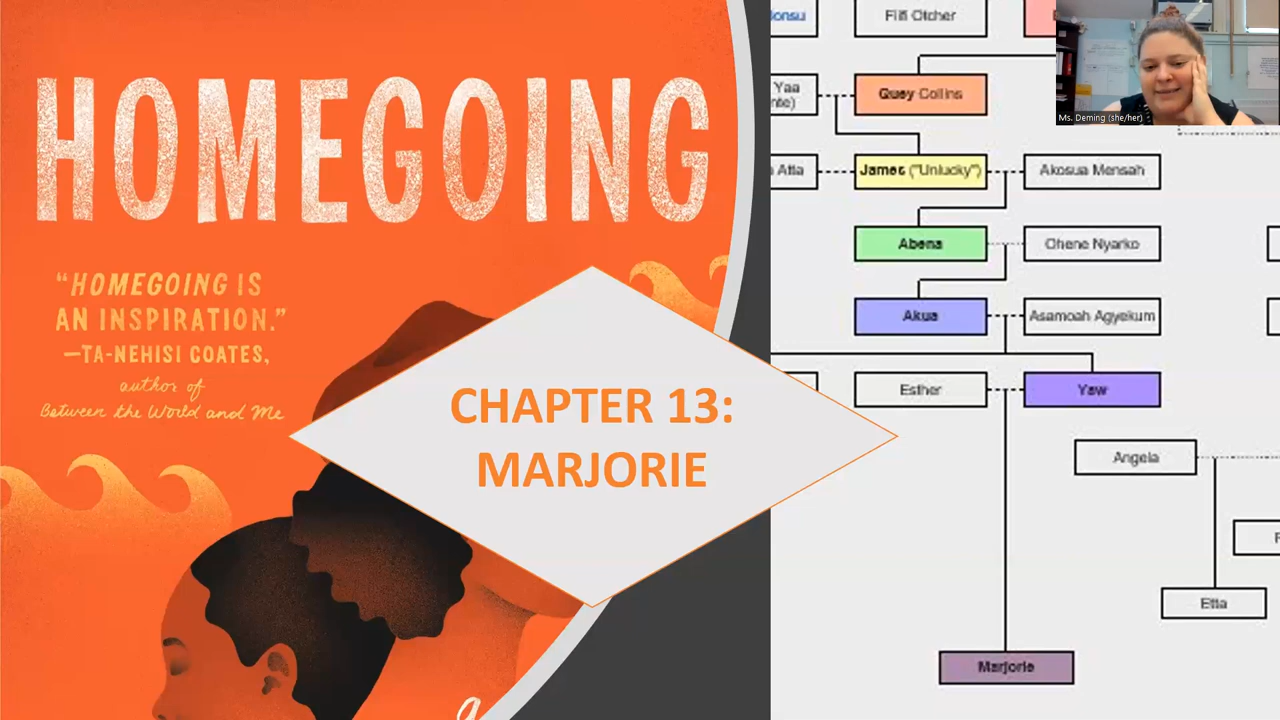 HOMEGOING
“HOMEGOING IS
AN INSPIRATION.”
—TA-NEHISI COATES,
author of
Between the World and Me
CHAPTER 13:
MARJORIE
Fiifi Otcher
Yaa
Quey Collins
Atta
James ("Unlucky")
Akosua Mensah
Abena
Ohene Nyarko
Akua
Asamoah Agyekum
Esther
Yaw
Angela
Etta
Marjorie
Ms. Deming (she/her)